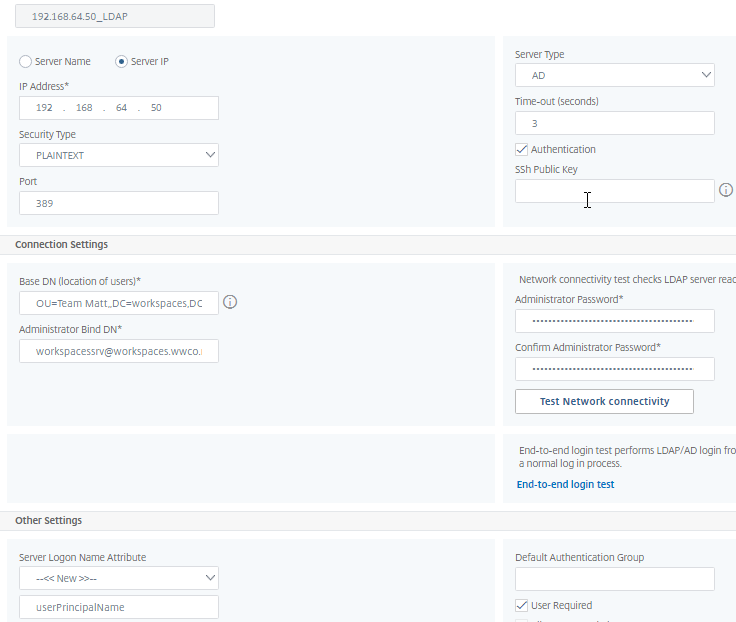 192.168.64.50_LDAP
Server Name
Server IP
IP Address*
192 . 168 . 64 . 50
Security Type
PLAINTEXT
Port
389
Server Type
AD
Time-out (seconds)
3
Authentication
SSh Public Key
Connection Settings
Base DN (location of users)*
OU=Team Matt,,DC=workspaces,DC
Administrator Bind DN*
workspacessrv@workspaces.wwco.
Network connectivity test checks LDAP server
Administrator Password*
Confirm Administrator Password*
Test Network connectivity
End-to-end login test performs LDAP/AD login
a normal log in process.
End-to-end login test
Other Settings
Server Logon Name Attribute
--<< New >>--
userPrincipalName
Default Authentication Group
User Required